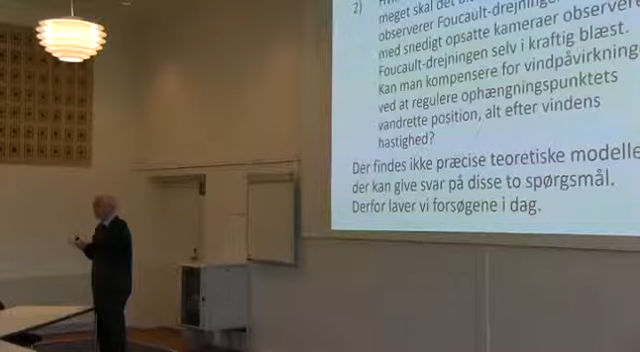 2)
meget skal det
observerer Foucault-drejninge
med snedigt opsatte kameraer observere
Foucault-drejningen selv i kraftig blæst.
Kan man kompensere for vindpåvirkning
ved at regulere ophængningspunktets
vandrette position, alt efter vindens
hastighed?
Der findes ikke præcise teoretiske modelle
der kan give svar på disse to spørgsmål.
Derfor laver vi forsøgene i dag.